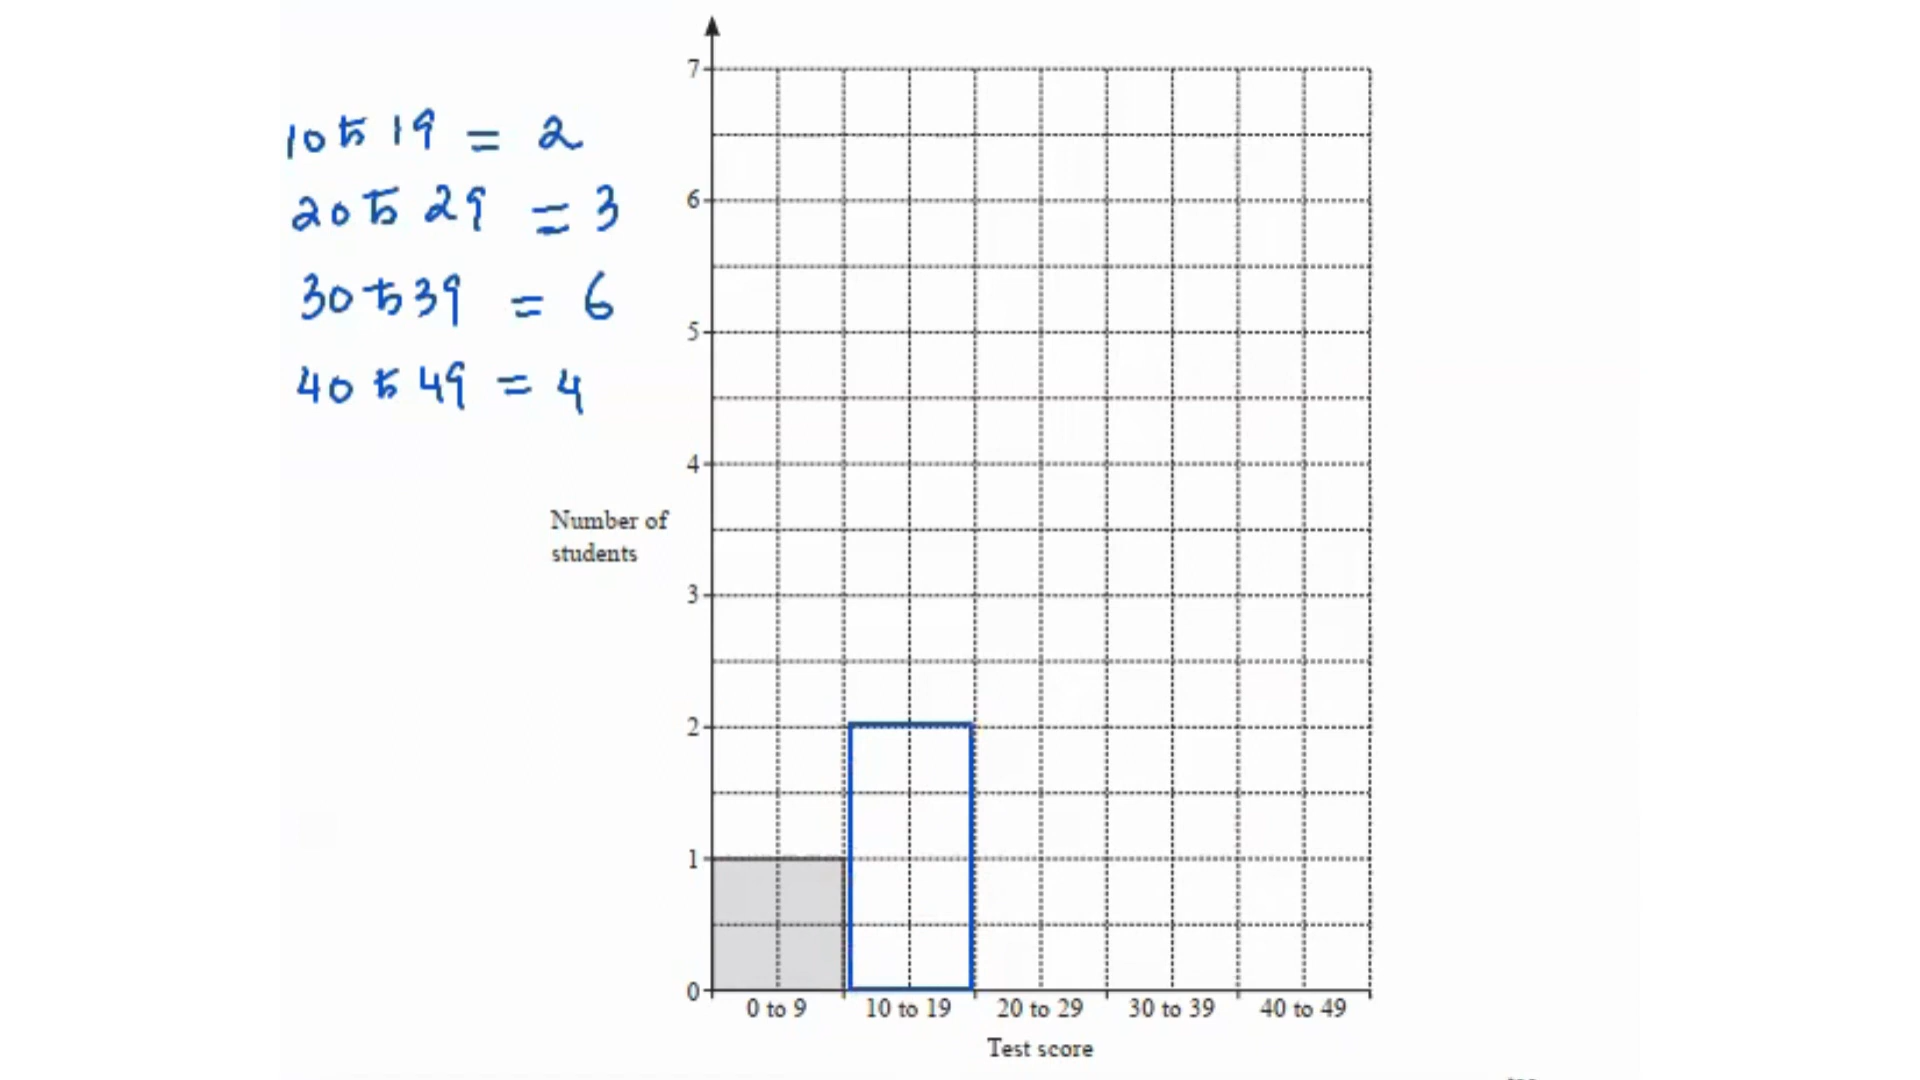 10 to 19 = 2
20 to 29 = 3
30 to 39 = 6
40 to 49 = 4
Number of
students
7
6
5
4
3
2
1
0
0 to 9 10 to 19 20 to 29 30 to 39 40 to 49
Test score